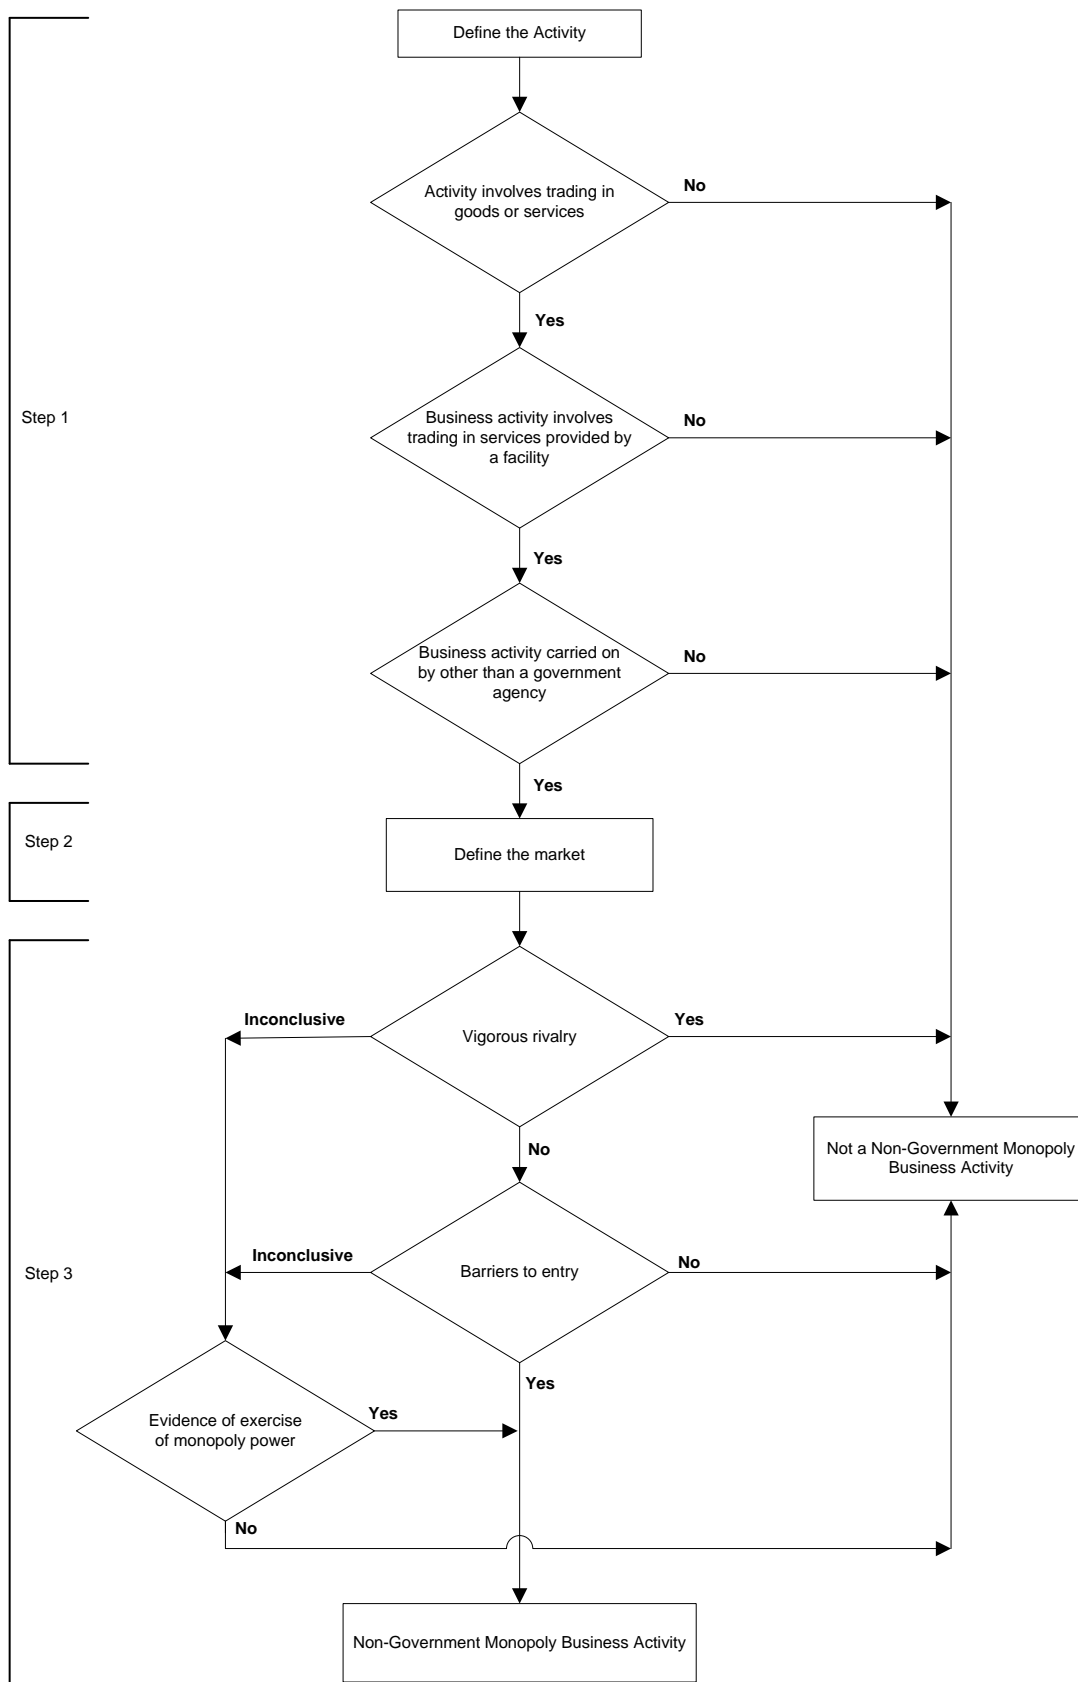 Define the Activity
Activity involves trading in
goods or services
No
Yes
Step 1
Business activity involves
trading in services provided by
a facility
No
Yes
Business activity carried on
by other than a government
agency
No
Yes
Step 2
Define the market
Inconclusive
Vigorous rivalry
Yes
No
Not a Non-Government Monopoly
Business Activity
Step 3
Inconclusive
Barriers to entry
No
Yes
Evidence of exercise
of monopoly power
Yes
No
Non-Government Monopoly Business Activity